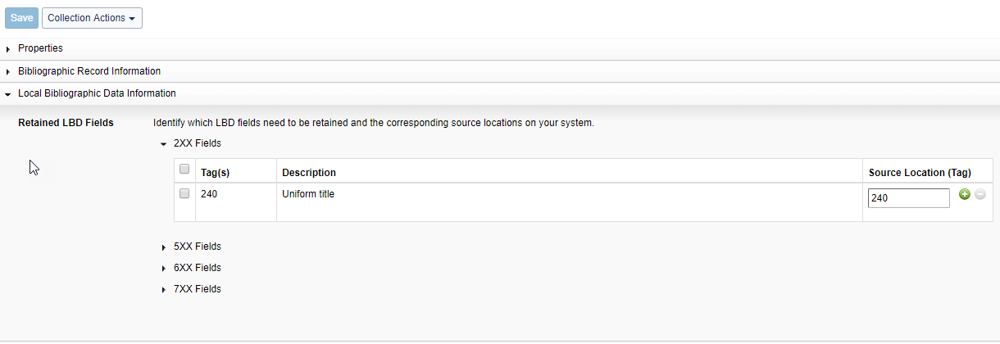 Save Collection Actions
Properties
Bibliographic Record Information
Local Bibliographic Data Information
Retained LBD Fields Identify which LBD fields need to be retained and the corresponding source locations on your system.
2XX Fields
Tag(s) Description Source Location (Tag)
240 Uniform title 240
5XX Fields
6XX Fields
7XX Fields